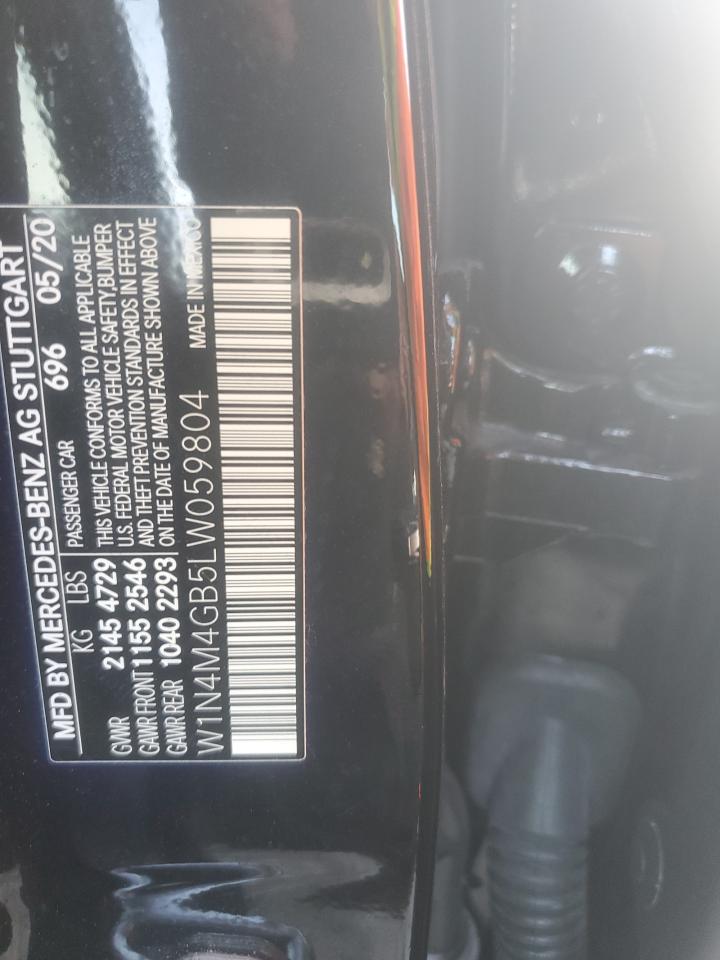 MFD BY MERCEDES-BENZ AG STUTTGART
KG LBS 696 05/20
PASSENGER CAR
GWR 2145 4729 THIS VEHICLE CONFORMS TO ALL APPLICABLE
GAWR FRONT 1155 2546 U.S. FEDERAL MOTOR VEHICLE SAFETY,BUMPER
GAWR REAR 1040 2293 AND THEFT PREVENTION STANDARDS IN EFFECT
ON THE DATE OF MANUFACTURE SHOWN ABOVE
W1N4M4GB5LW059804 MADE IN MEXICO